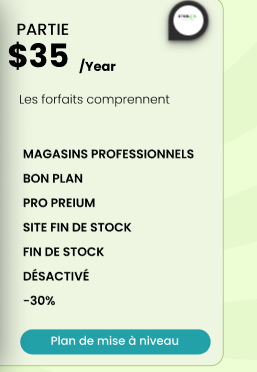 PARTIE
$35 /Year
Les forfaits comprennent
MAGASINS PROFESSIONNELS
BON PLAN
PRO PREIUM
SITE FIN DE STOCK
FIN DE STOCK
DÉSACTIVÉ
-30%
Plan de mise à niveau